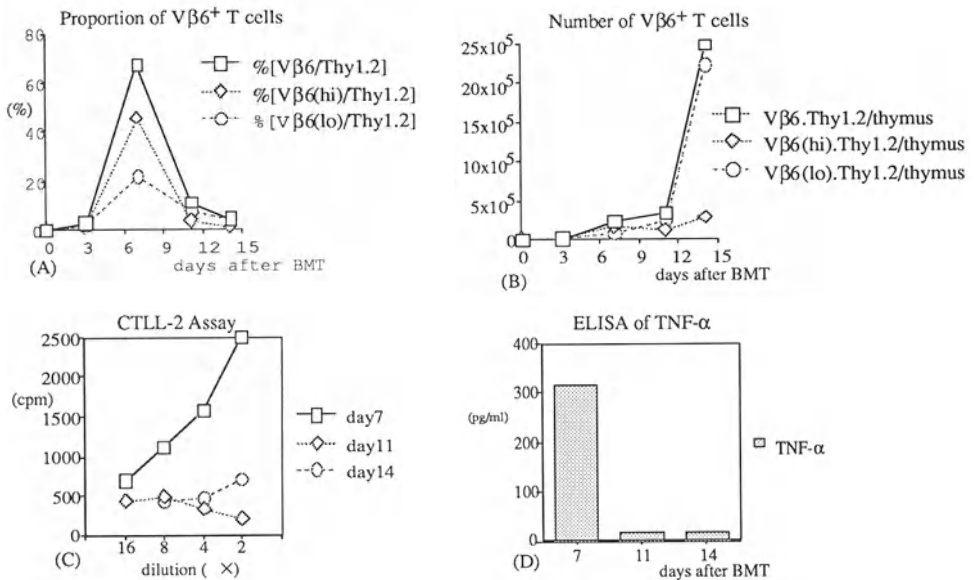 Proportion of Vβ6+ T cells
80
60
(%)
40
20
0
0 3 6 9 12 15
days after BMT
(A)
%[Vβ6/Thy1.2]
%[Vβ6(hi)/Thy1.2]
%[Vβ6(lo)/Thy1.2]
Number of Vβ6+ T cells
25x10^5
20x10^5
15x10^5
10x10^5
5x10^5
0
0 3 6 9 12 15
days after BMT
(B)
Vβ6.Thy1.2/thymus
Vβ6(hi).Thy1.2/thymus
Vβ6(lo).Thy1.2/thymus
CTLL-2 Assay
2500
2000
(cpm)
1500
1000
500
0
16 8 4 2
dilution ( ×)
(C)
day7
day11
day14
ELISA of TNF-α
400
300
(pg/ml)
200
100
0
7 11 14
days after BMT
(D)
TNF-α